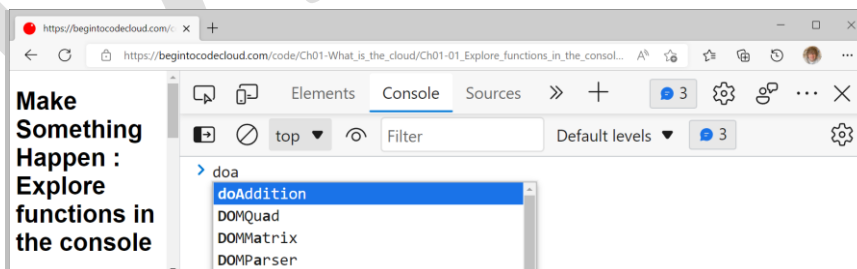 https://begintocodecloud.com/c
https://begintocodecloud.com/code/Ch01-What_is_the_cloud/Ch01-01_Explore_functions_in_the_consol...
Make
Something
Happen :
Explore
functions in
the console
Elements Console Sources 3
top Filter Default levels 3
> doa
doAddition
DOMQuad
DOMMatrix
DOMParser